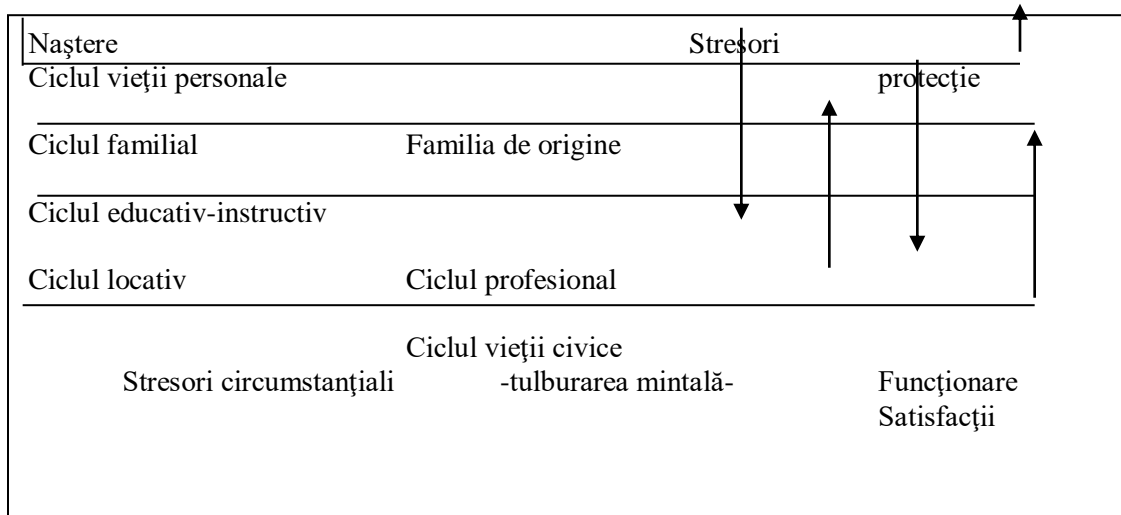 Naştere Stresori
Ciclul vieţii personale protecţie
Ciclul familial Familia de origine
Ciclul educativ-instructiv
Ciclul locativ Ciclul profesional
Ciclul vieţii civice
Stresori circumstanţiali -tulburarea mintală- Funcţionare
Satisfacţii